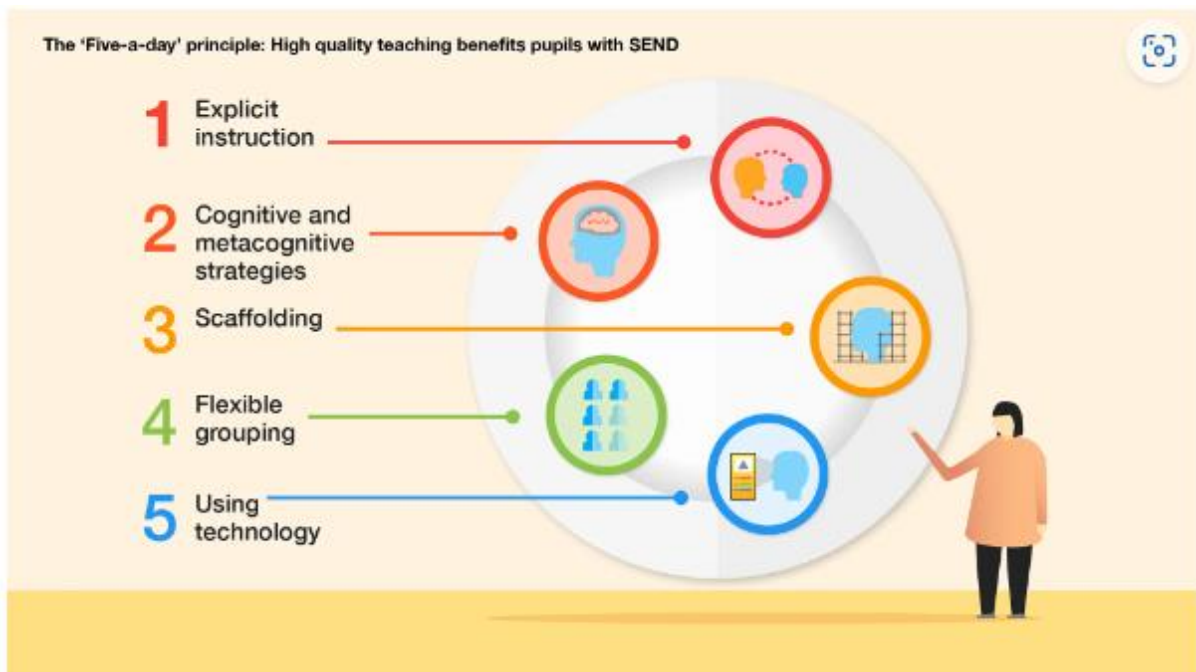 The ‘Five-a-day’ principle: High quality teaching benefits pupils with SEND
1 Explicit
instruction
2 Cognitive and
metacognitive
strategies
3 Scaffolding
4 Flexible
grouping
5 Using
technology